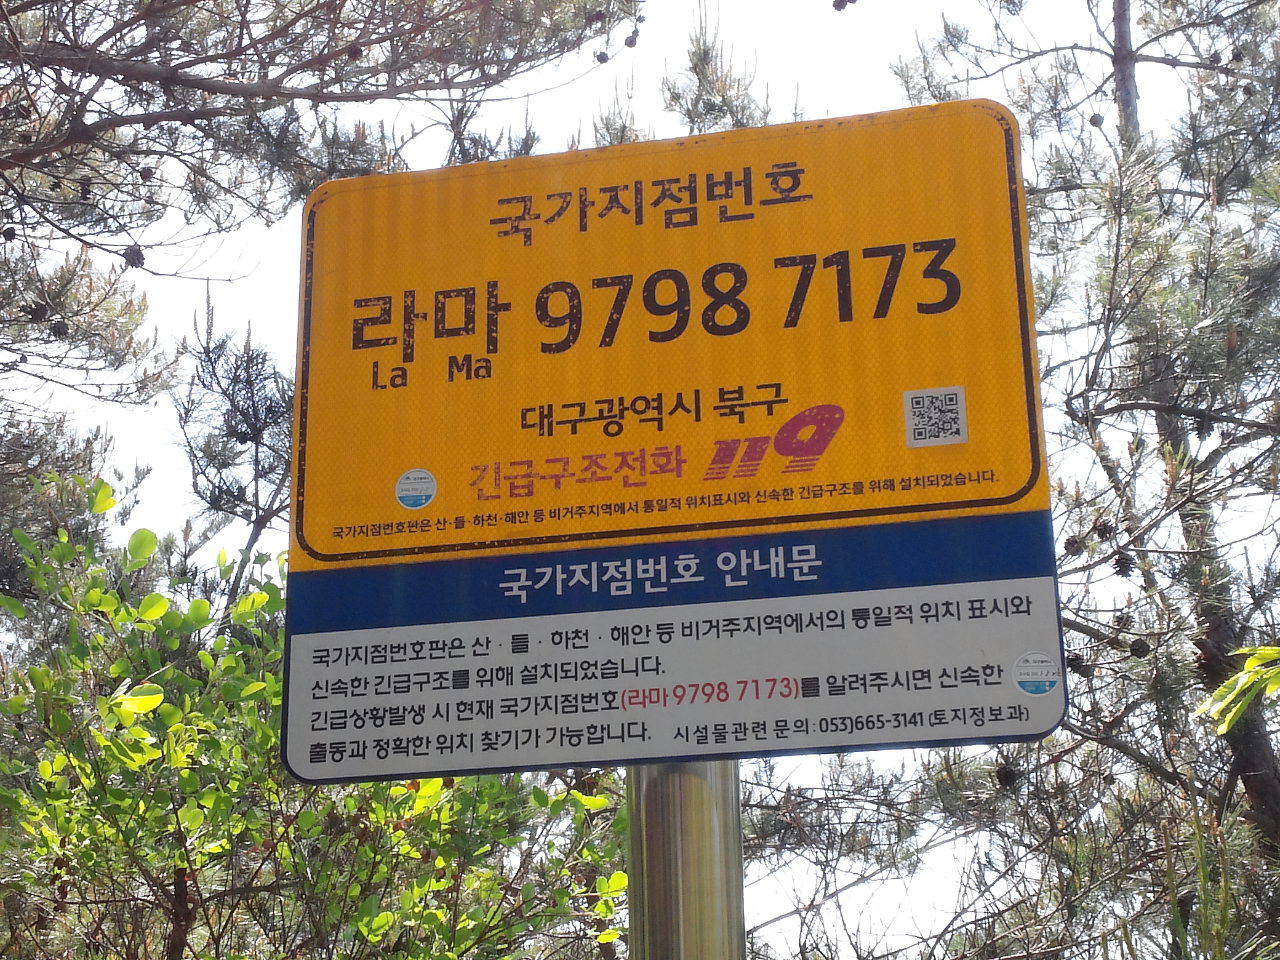 국가지점번호
라마 9798 7173
La Ma
대구광역시 북구
긴급구조전화 119
국가지점번호판은 산·들·하천·해안 등 비거주지역에서 통일적 위치표시와 신속한 긴급구조를 위해 설치되었습니다.
국가지점번호 안내문
국가지점번호판은 산 · 들 · 하천 · 해안 등 비거주지역에서의 통일적 위치 표시와
신속한 긴급구조를 위해 설치되었습니다.
긴급상황발생 시 현재 국가지점번호(라마 9798 7173)를 알려주시면 신속한
출동과 정확한 위치 찾기가 가능합니다. 시설물관련 문의 : 053)665-3141 (토지정보과)